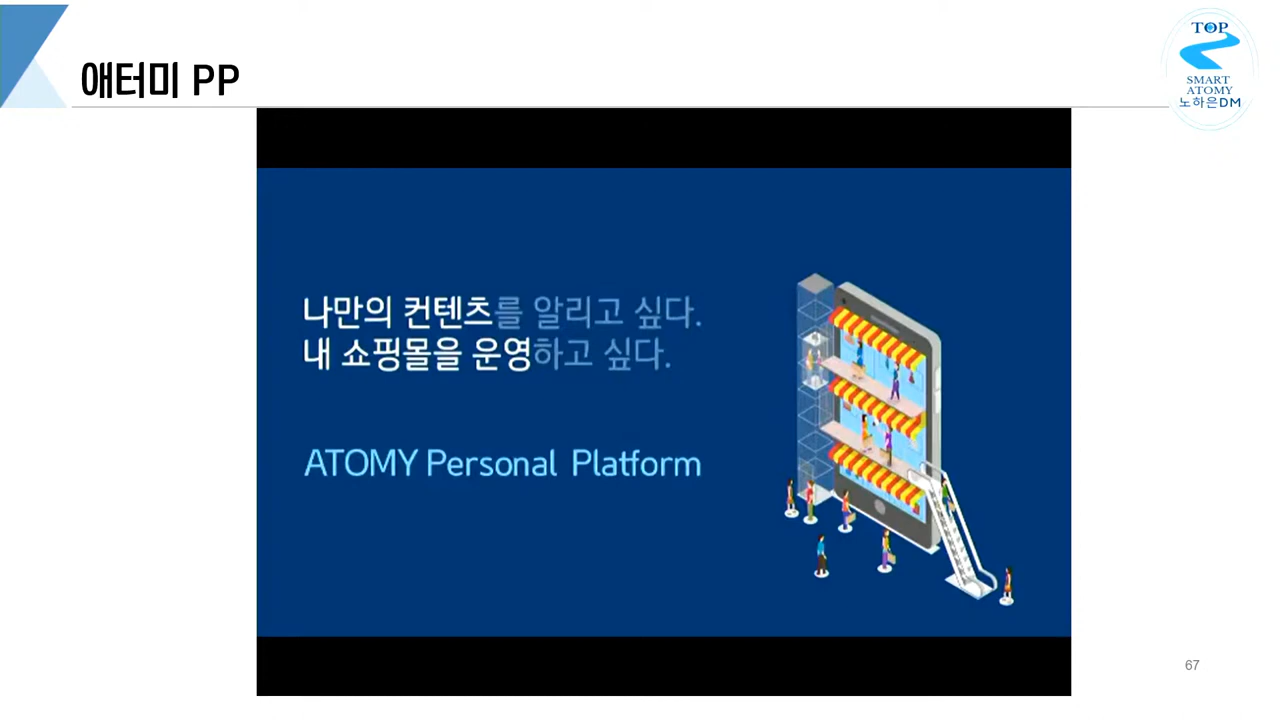 애터미 PP
TOP
SMART
ATOMY
노하은DM
나만의 컨텐츠를 알리고 싶다.
내 쇼핑몰을 운영하고 싶다.
ATOMY Personal Platform
67